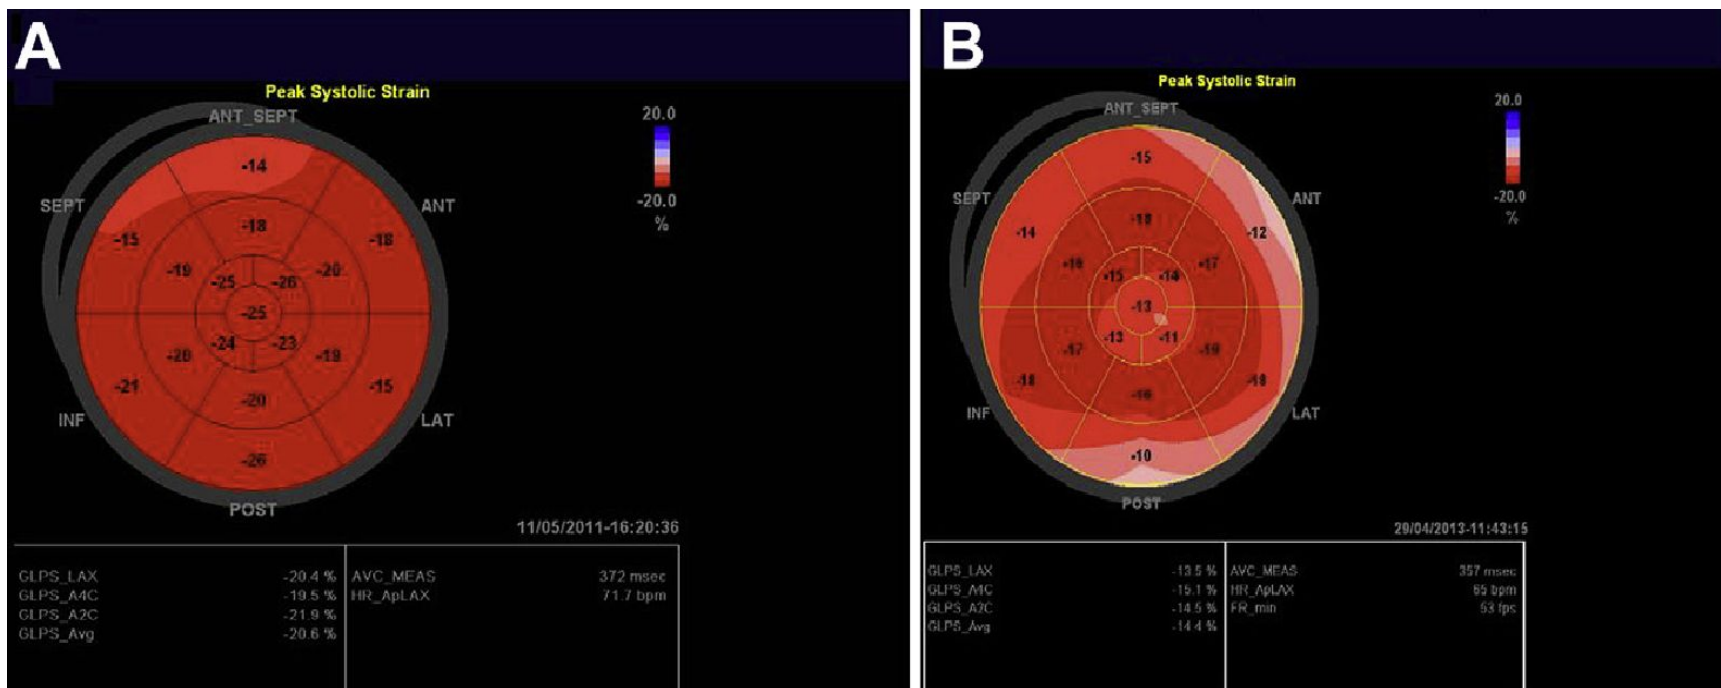 A
Peak Systolic Strain
ANT_SEPT
20.0
-14
-20.0
%
SEPT
ANT
-15
-18
-18
-19
-20
-25
-26
-25
-24
-23
-20
-19
-21
-15
-20
INF
LAT
-26
POST
11/05/2011-16:20:36
GLPS_LAX -20.4 %
GLPS_A4C -19.5 %
GLPS_A2C -21.9 %
GLPS_Avg -20.6 %
AVC_MEAS 372 msec
HR_ApLAX 71.7 bpm
B
Peak Systolic Strain
ANT_SEPT
20.0
-15
-20.0
%
SEPT
ANT
-14
-12
-17
-15
-14
-13
-13
-11
-17
-18
INF
LAT
-10
POST
29/04/2013-11:43:15
GLPS_LAX -13.5 %
GLPS_A4C -15.1 %
GLPS_A2C -14.5 %
GLPS_Avg -14.4 %
AVC_MEAS 357 msec
HR_ApLAX 65 bpm
FR_min 53 fps